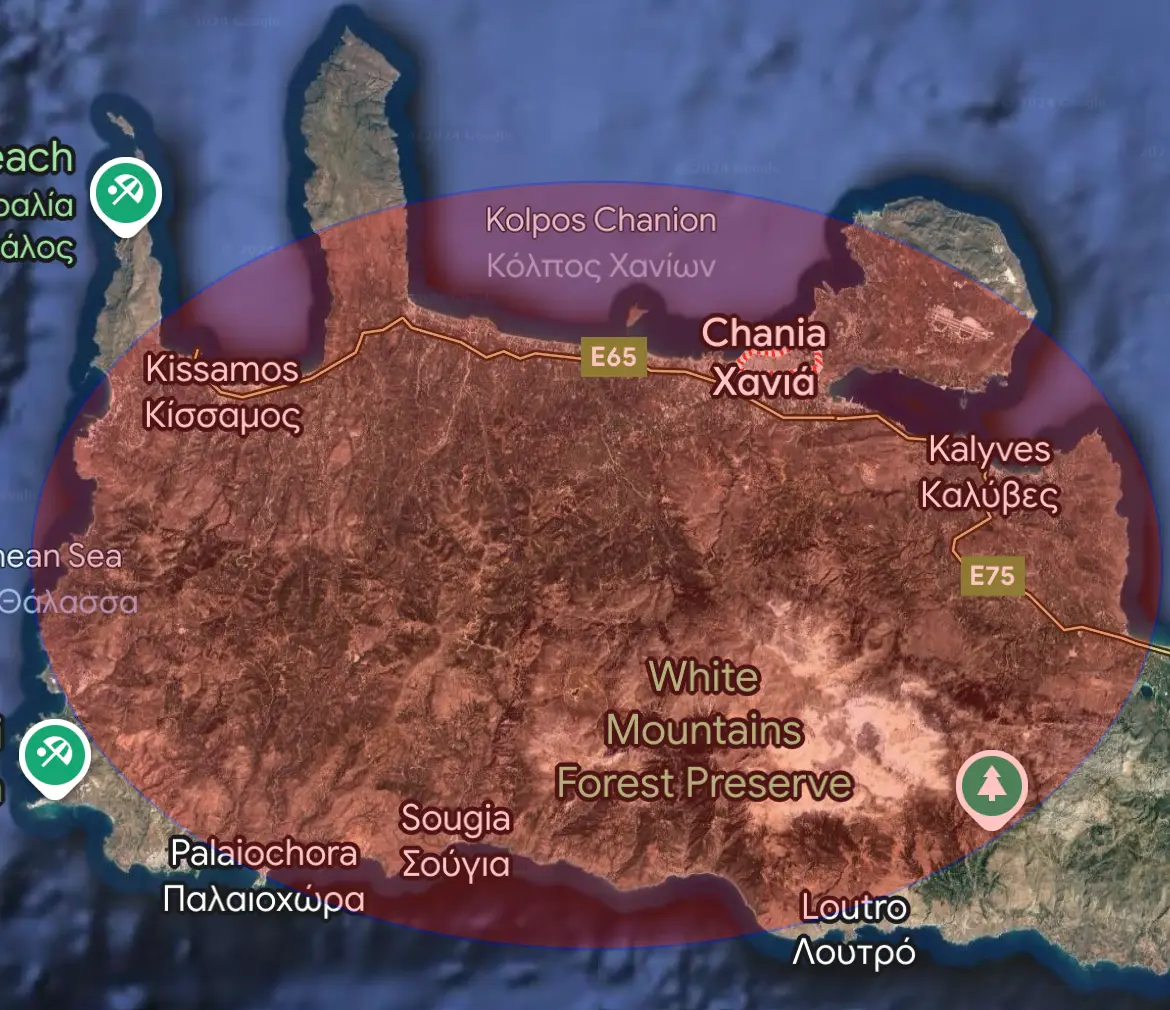 each
ραλία
άλος
Kolpos Chanion
Κόλπος Χανίων
Chania
Χανιά
E65
Kissamos
Κίσσαμος
Kalyves
Καλύβες
nean Sea
Θάλασσα
E75
White
Mountains
Forest Preserve
Sougia
Σούγια
Palaiochora
Παλαιοχώρα
Loutro
Λουτρό